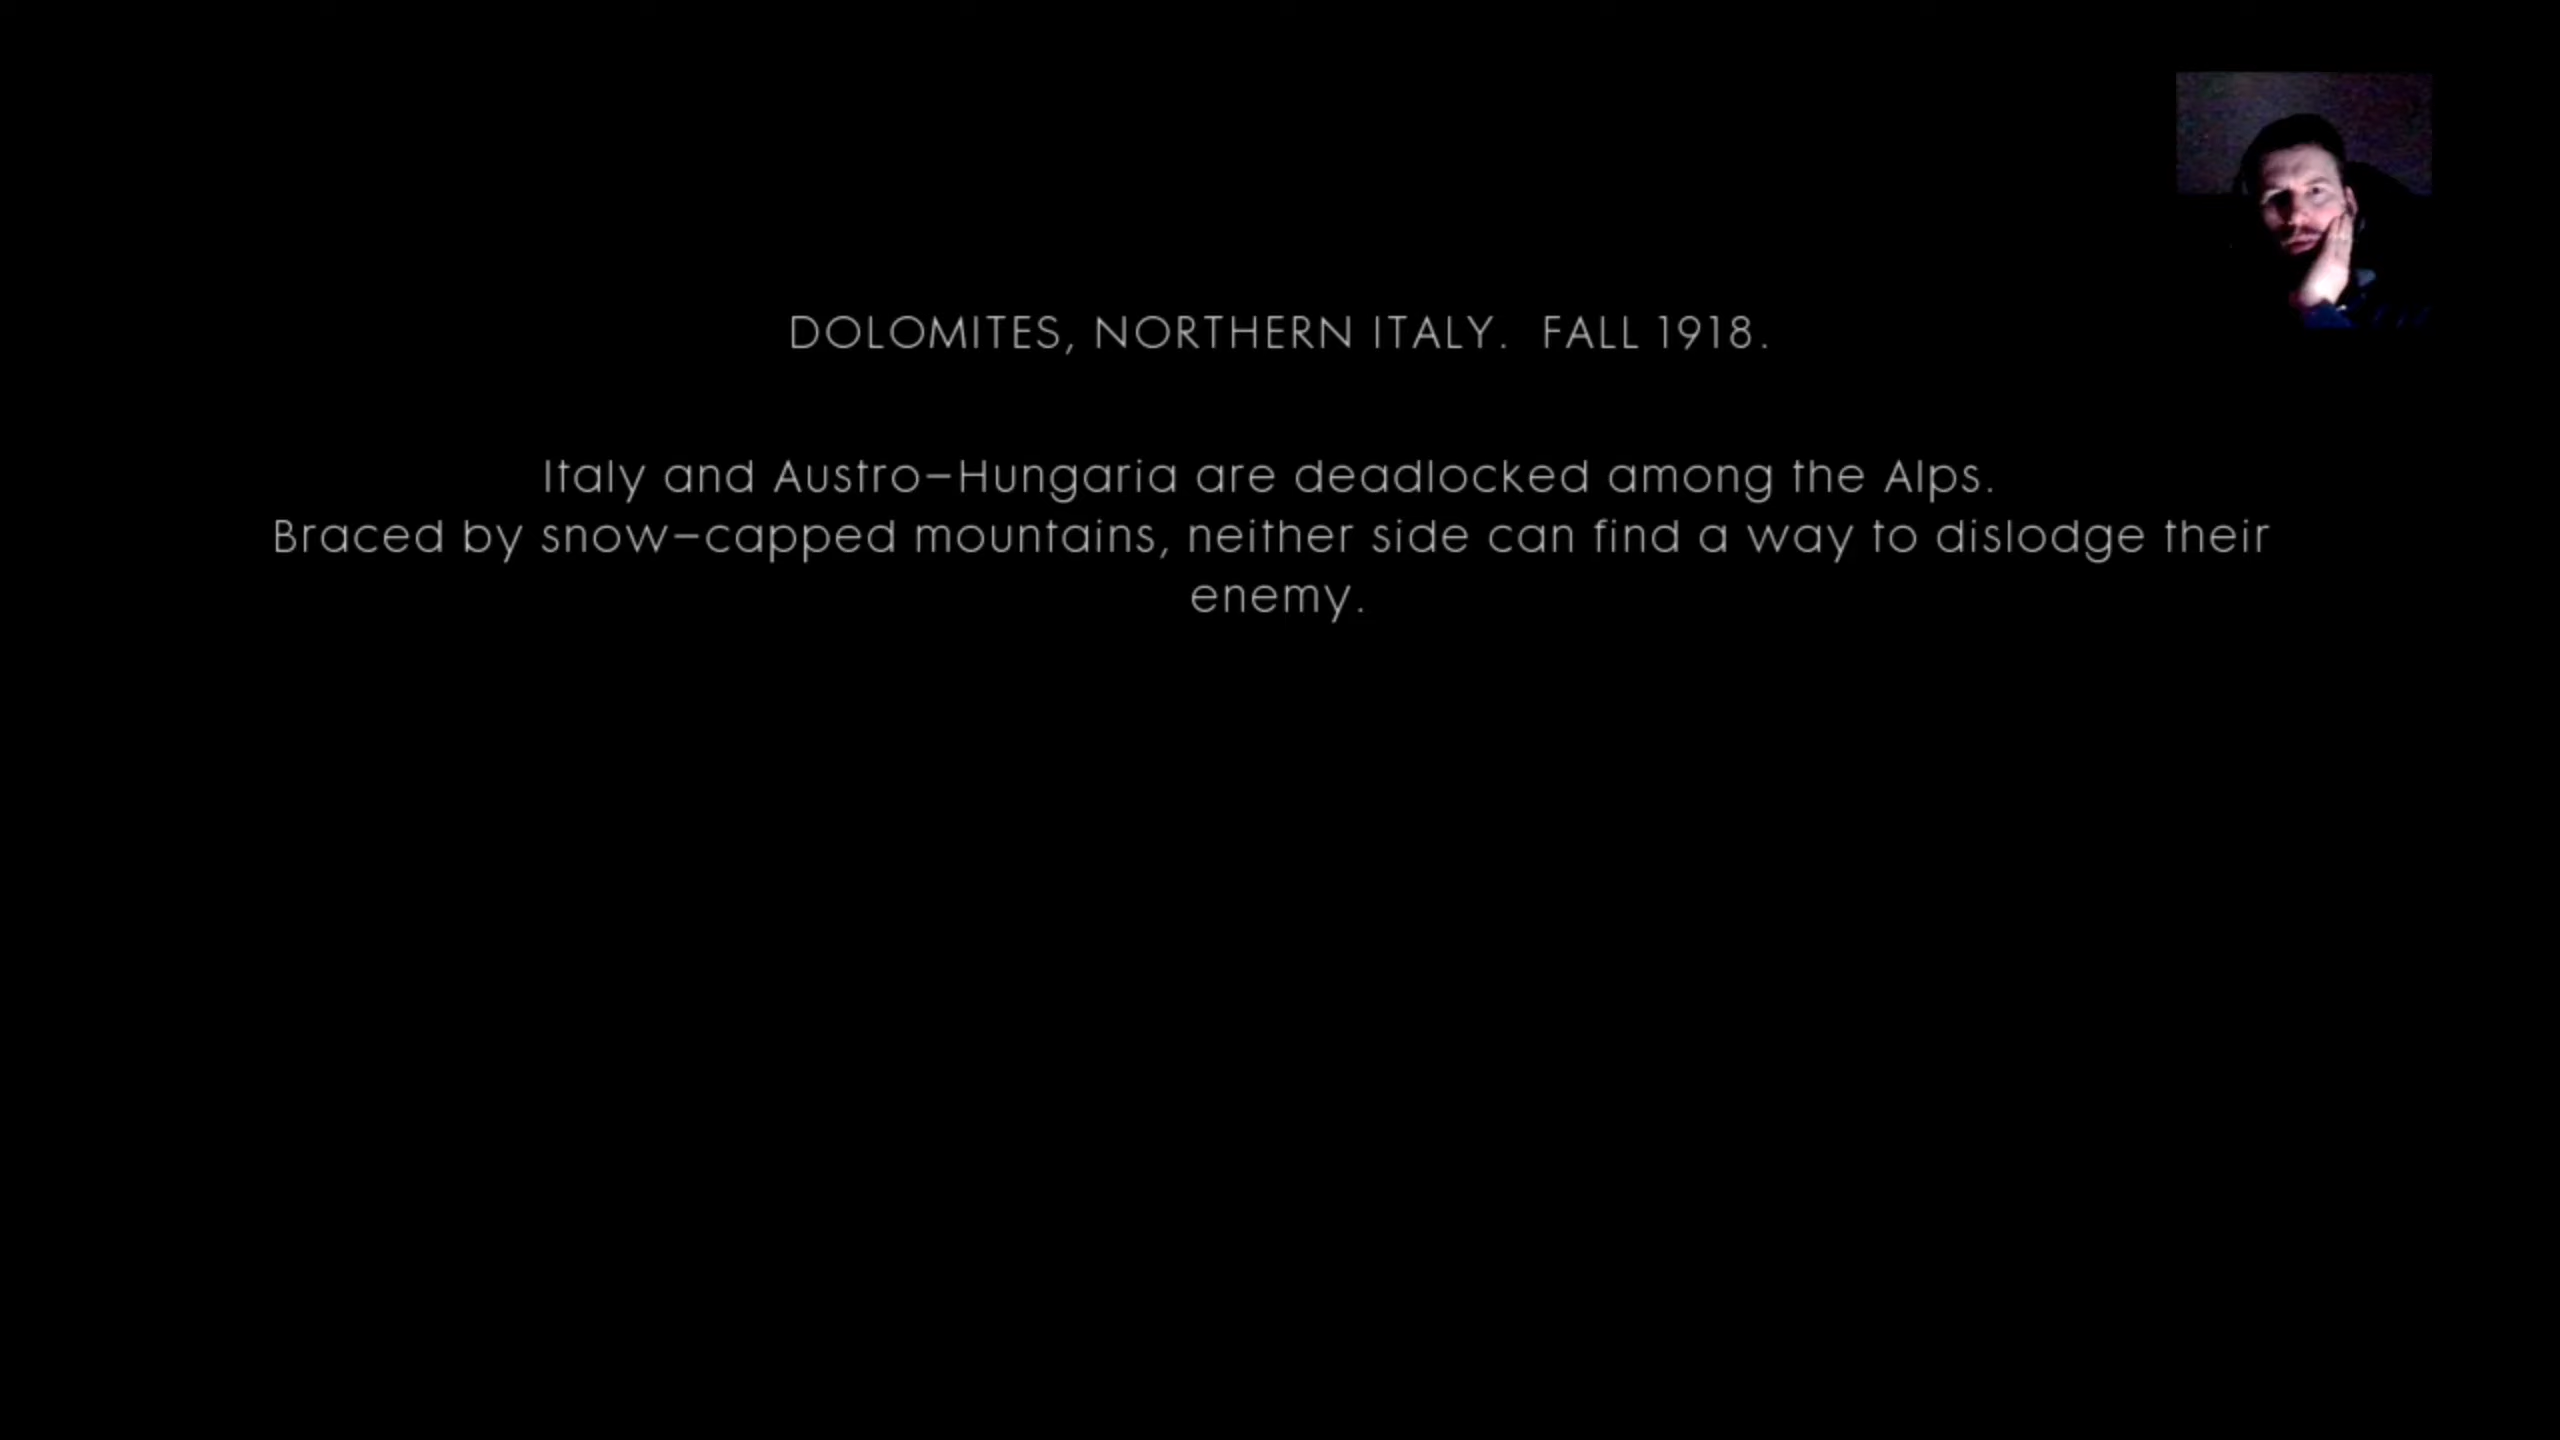 DOLOMITES, NORTHERN ITALY.  FALL 1918.
Italy and Austro-Hungaria are deadlocked among the Alps.
Braced by snow-capped mountains, neither side can find a way to dislodge their
enemy.